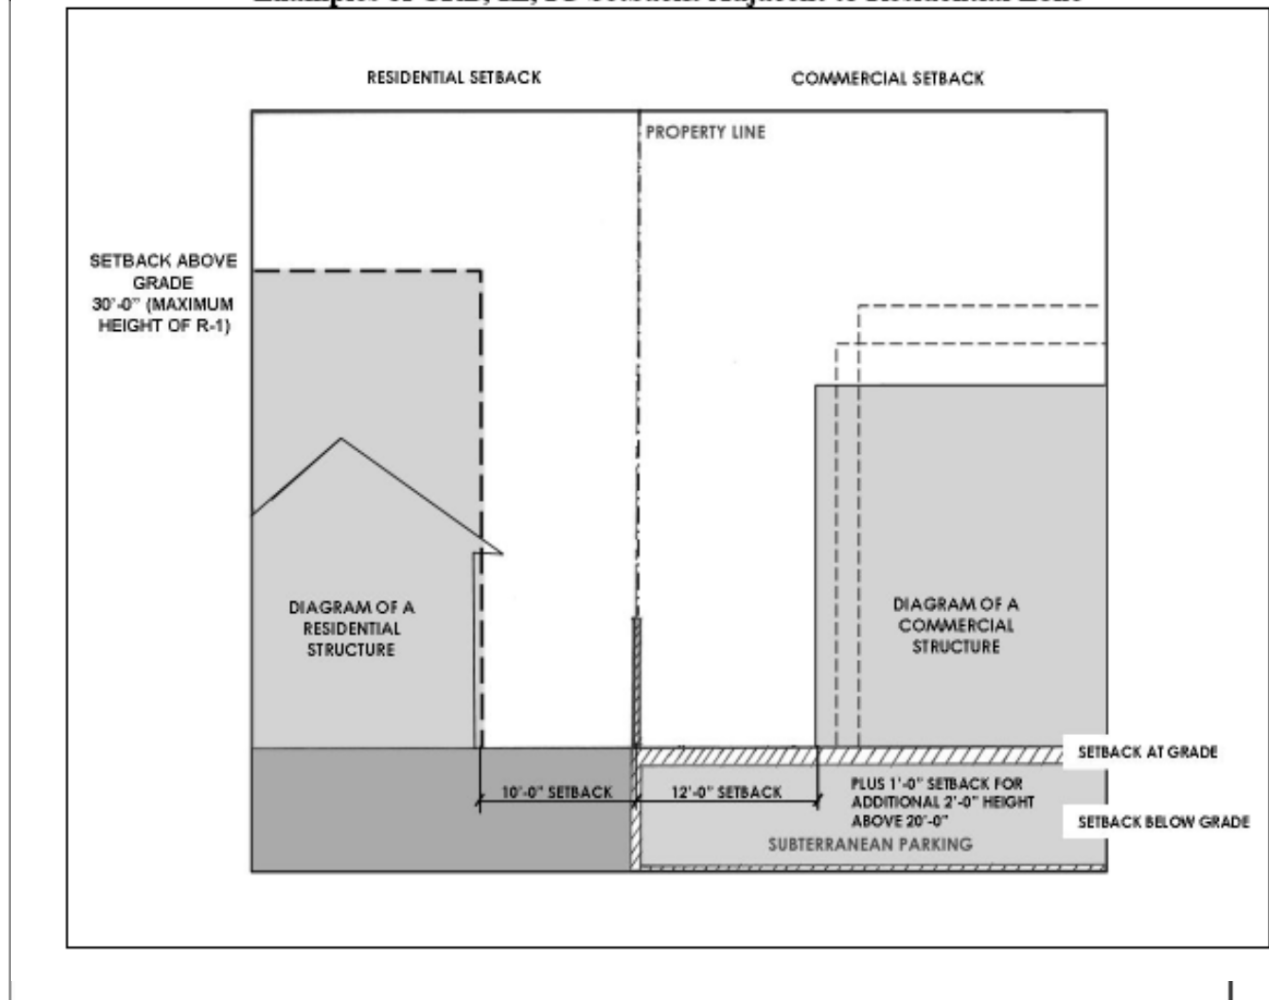 RESIDENTIAL SETBACK
COMMERCIAL SETBACK
PROPERTY LINE
SETBACK ABOVE
GRADE
30'-0" (MAXIMUM
HEIGHT OF R-1)
DIAGRAM OF A
RESIDENTIAL
STRUCTURE
DIAGRAM OF A
COMMERCIAL
STRUCTURE
SETBACK AT GRADE
10'-0" SETBACK
12'-0" SETBACK
PLUS 1'-0" SETBACK FOR
ADDITIONAL 2'-0" HEIGHT
ABOVE 20'-0"
SETBACK BELOW GRADE
SUBTERRANEAN PARKING